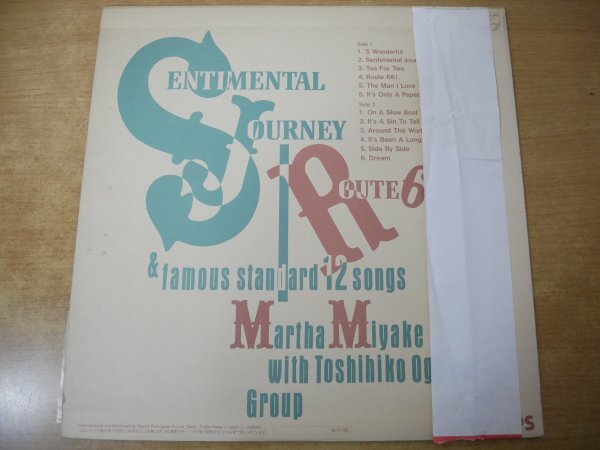 Side 1
1. 'S Wonderful
2. Sentimental Jour
3. Tea For Two
4. Route 66!
5. The Man I Love
6. It's Only A Paper
Side 2
1. On A Slow Boat
2. It's A Sin To Tell
3. Around The Worl
4. It's Been A Long,
5. Side By Side
6. Dream
SENTIMENTAL
JOURNEY
ROUTE 6
& famous standard 12 songs
Martha Miyake
with Toshihiko Og
Group